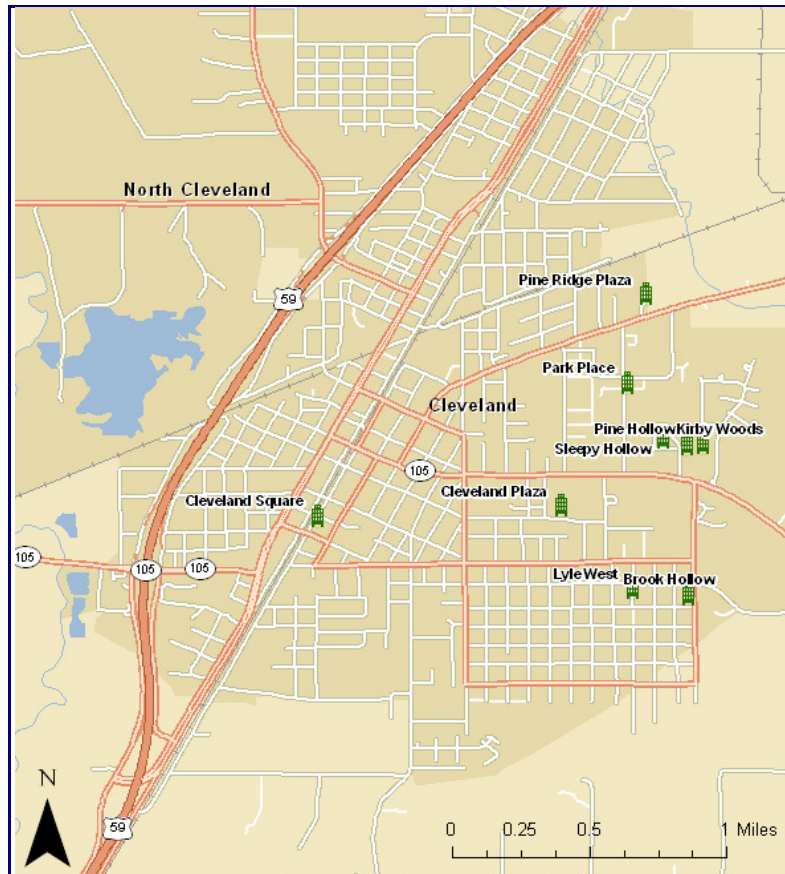 North Cleveland
Pine Ridge Plaza
59
Park Place
Cleveland
Pine Hollow Kirby Woods
Sleepy Hollow
105
Cleveland Plaza
Cleveland Square
105
105
105
Lyle West
Brook Hollow
N
59
0 0.25 0.5 1 Miles